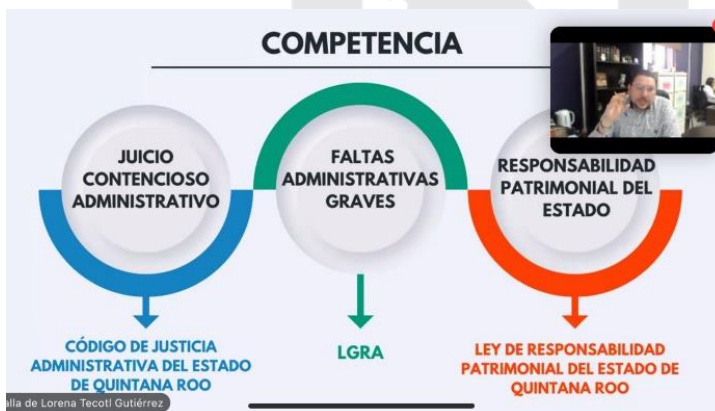 COMPETENCIA
JUICIO
CONTENCIOSO
ADMINISTRATIVO
FALTAS
ADMINISTRATIVAS
GRAVES
RESPONSABILIDAD
PATRIMONIAL DEL
ESTADO
CÓDIGO DE JUSTICIA
ADMINISTRATIVA DEL ESTADO
DE QUINTANA ROO
LGRA
LEY DE RESPONSABILIDAD
PATRIMONIAL DEL ESTADO DE
QUINTANA ROO
alla de Lorena Tecotl Gutiérrez